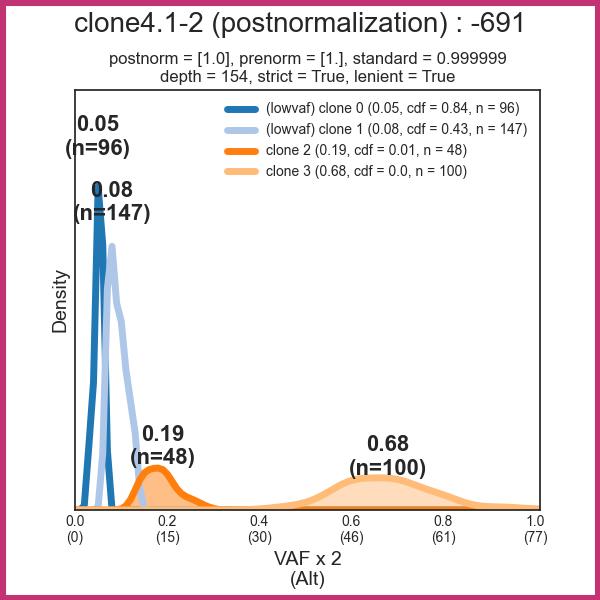 clone4.1-2 (postnormalization) : -691
postnorm = [1.0], prenorm = [1.], standard = 0.999999
depth = 154, strict = True, lenient = True
(lowvaf) clone 0 (0.05, cdf = 0.84, n = 96)
(lowvaf) clone 1 (0.08, cdf = 0.43, n = 147)
clone 2 (0.19, cdf = 0.01, n = 48)
clone 3 (0.68, cdf = 0.0, n = 100)
0.05
(n=96)
0.08
(n=147)
0.19
(n=48)
0.68
(n=100)
Density
0.0 0.2 0.4 0.6 0.8 1.0
(0) (15) (30) (46) (61) (77)
VAF x 2
(Alt)